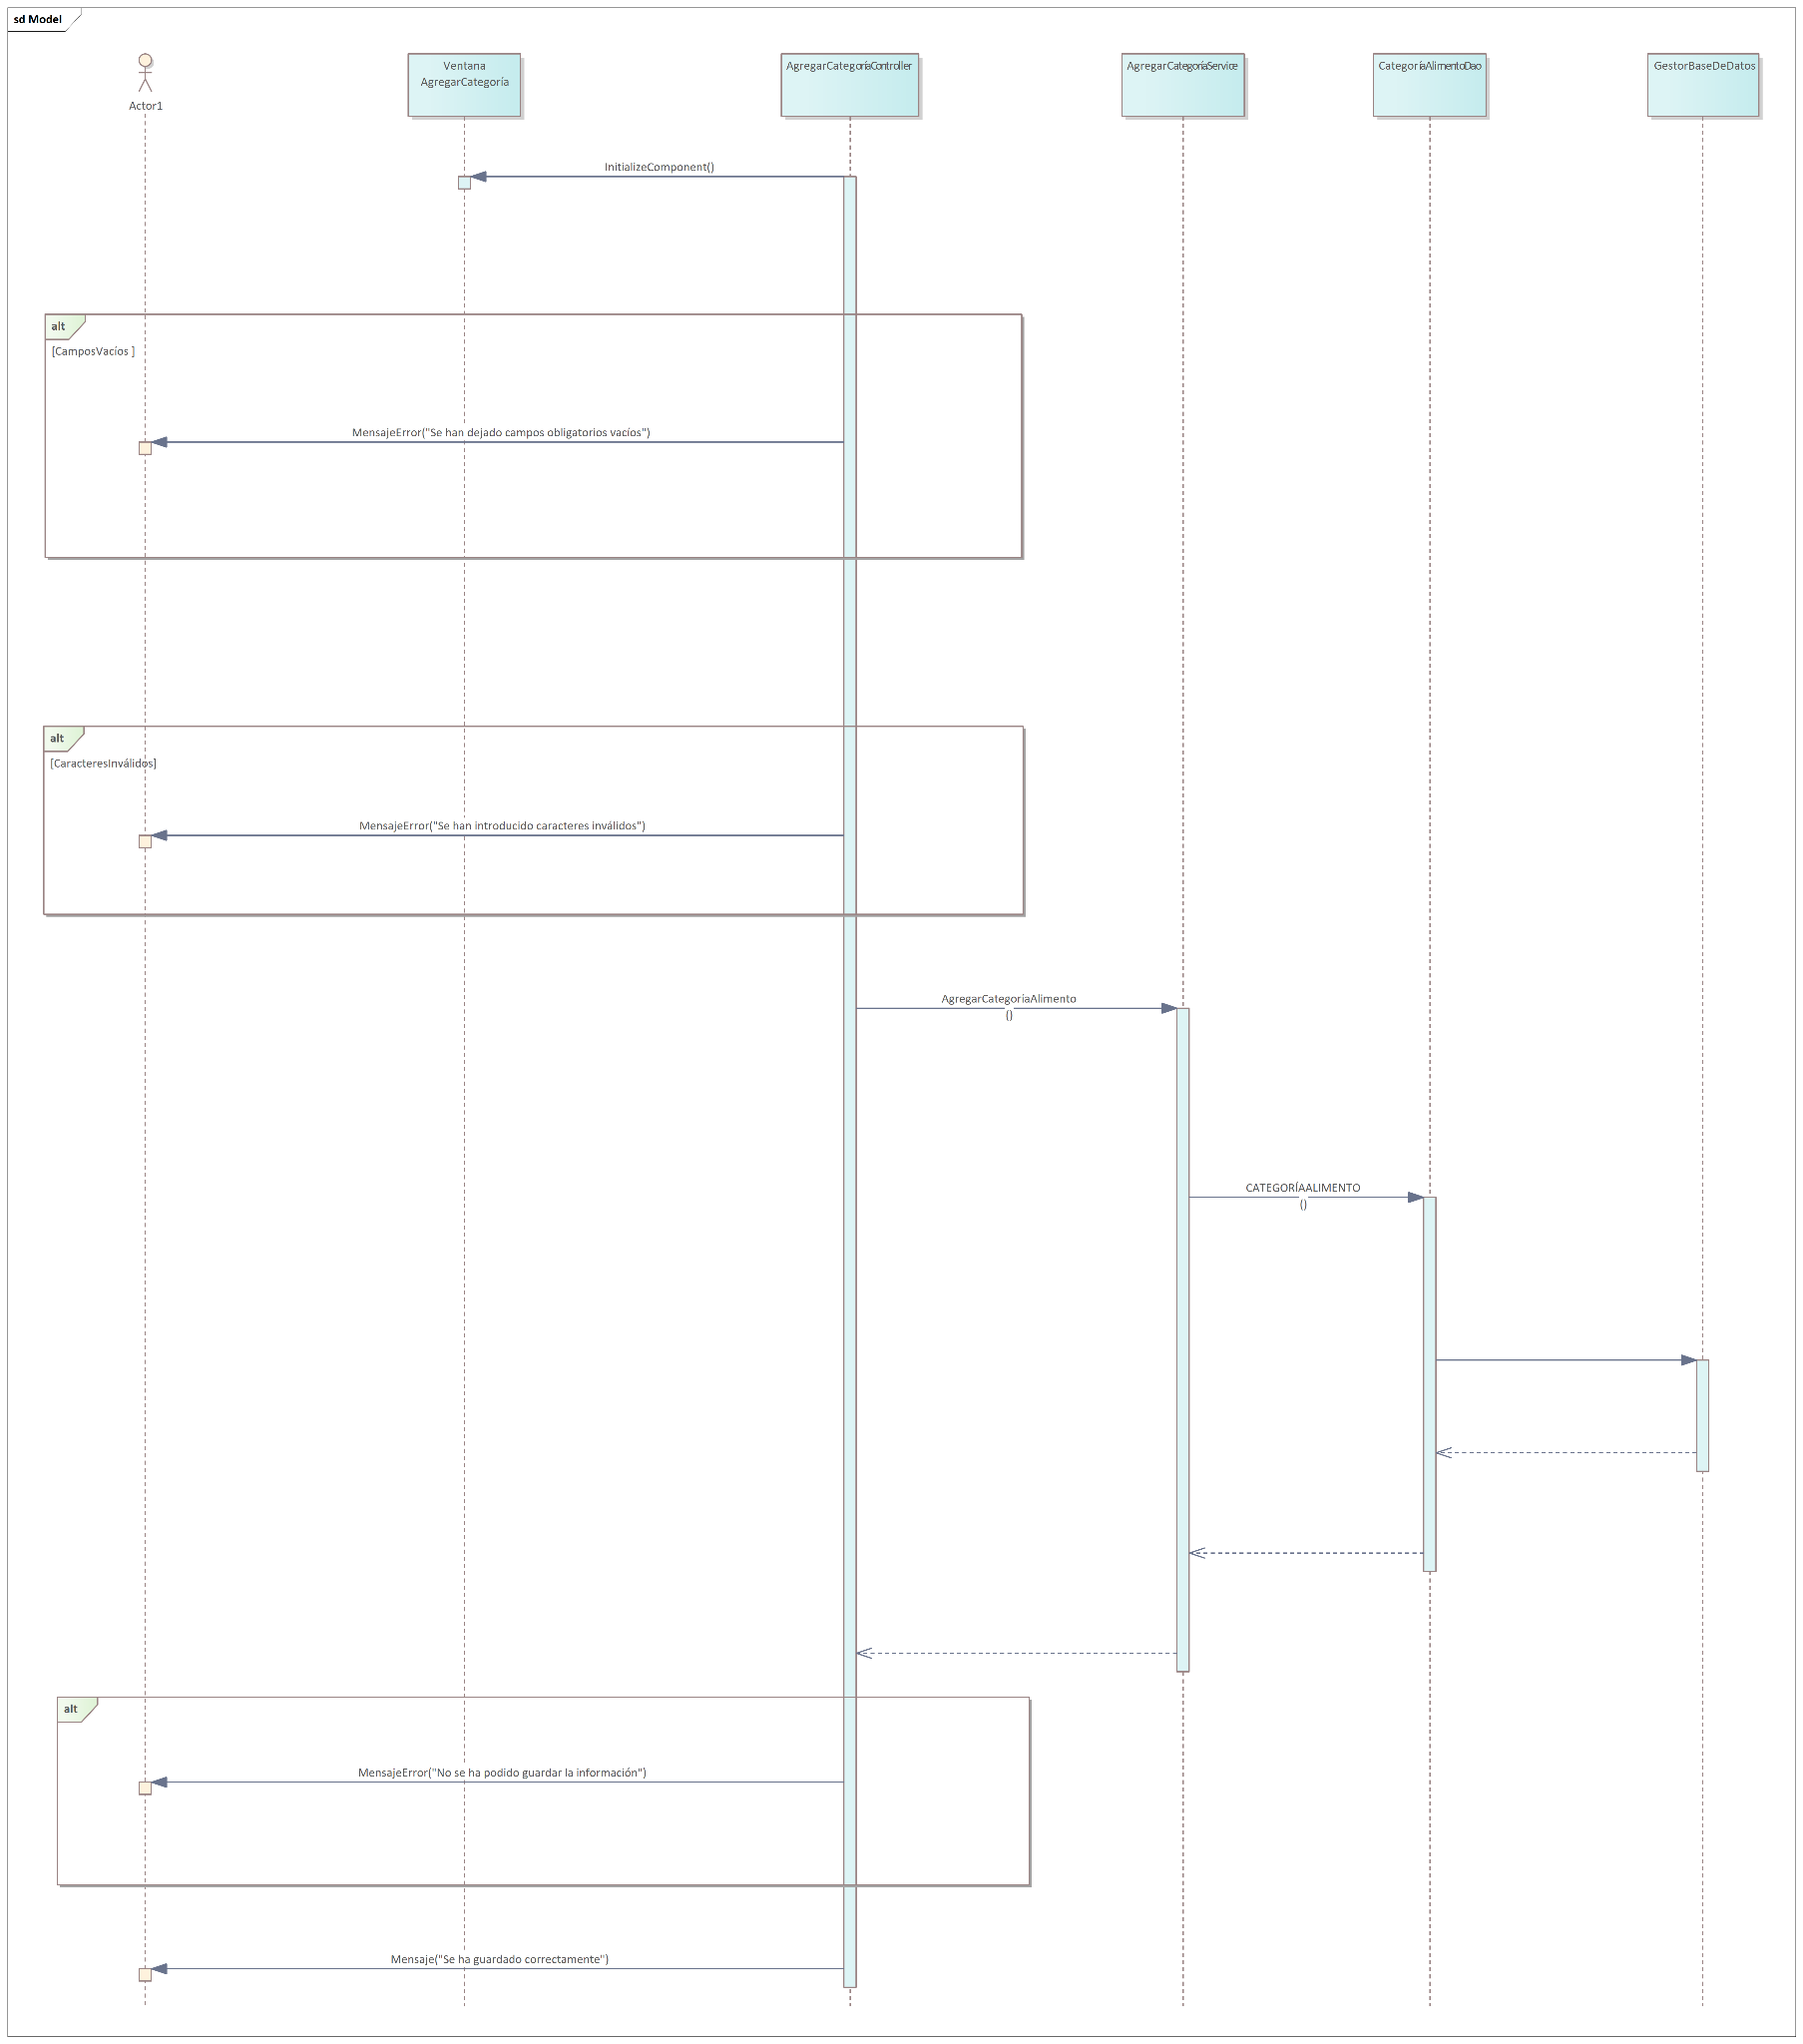 sd Model
Actor1
Ventana
AgregarCategoría
AgregarCategoríaController
AgregarCategoríaService
CategoríaAlimentoDao
GestorBaseDeDatos
InitializeComponent()
alt
[CamposVacíos ]
MensajeError("Se han dejado campos obligatorios vacíos")
alt
[CaracteresInválidos]
MensajeError("Se han introducido caracteres inválidos")
AgregarCategoríaAlimento
()
CATEGORÍAALIMENTO
()
alt
MensajeError("No se ha podido guardar la información")
Mensaje("Se ha guardado correctamente")